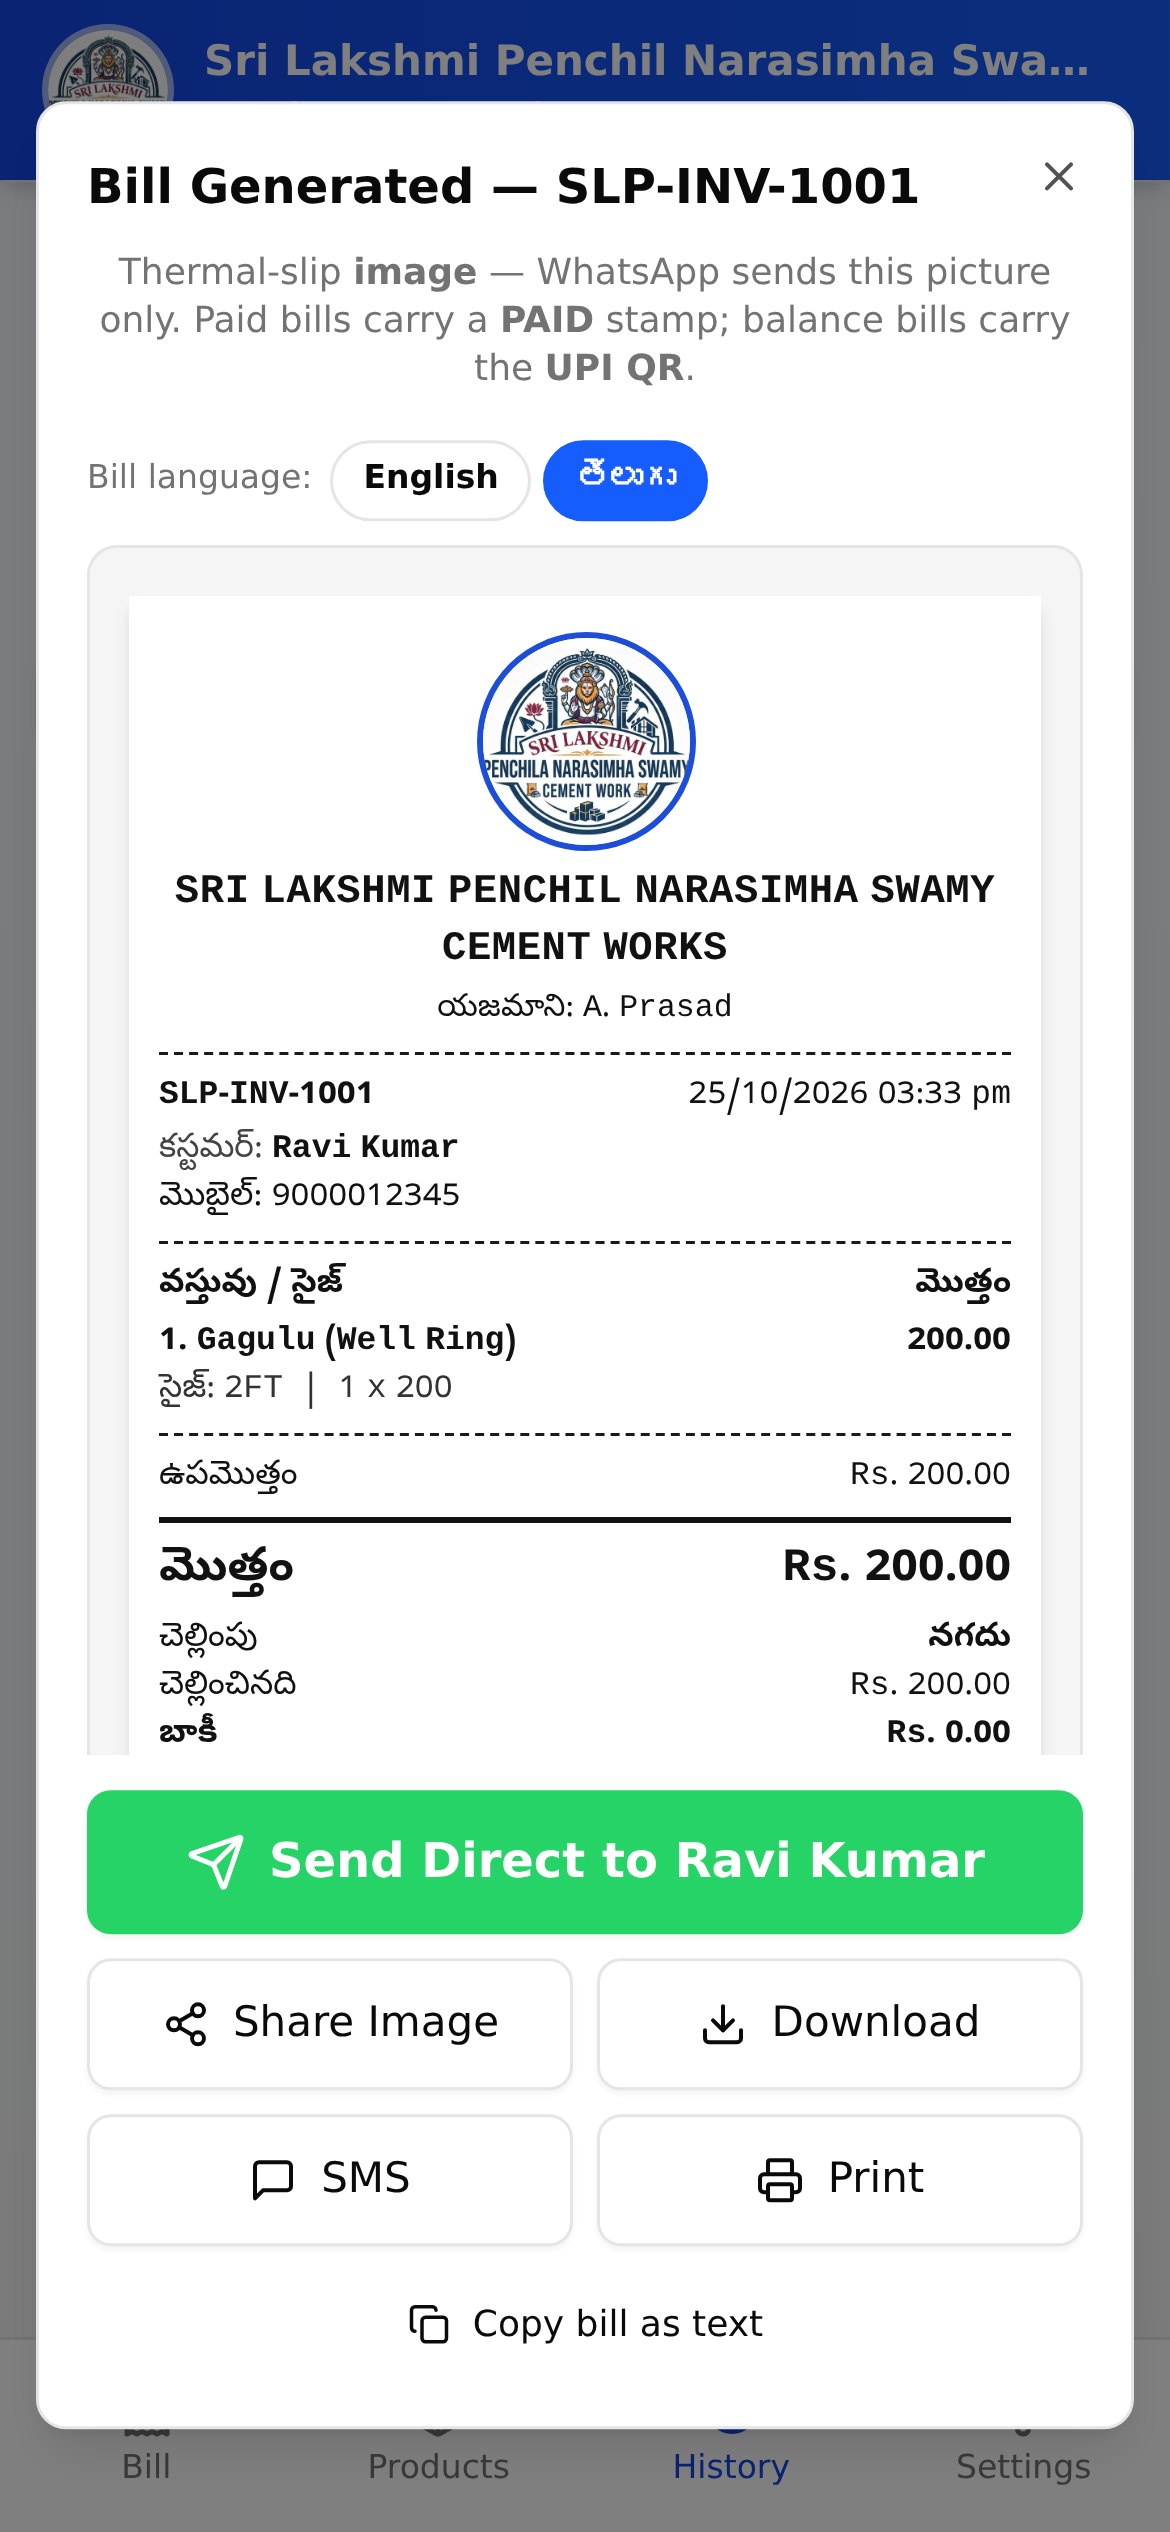 Sri Lakshmi Penchil Narasimha Swa...
Bill Generated — SLP-INV-1001
Thermal-slip image — WhatsApp sends this picture
only. Paid bills carry a PAID stamp; balance bills carry
the UPI QR.
Bill language: English తెలుగు
SRI LAKSHMI
PENCHILA NARASIMHA SWAMY
CEMENT WORK
SRI LAKSHMI PENCHIL NARASIMHA SWAMY
CEMENT WORKS
యజమాని: A. Prasad
SLP-INV-1001 25/10/2026 03:33 pm
కస్టమర్: Ravi Kumar
మొబైల్: 9000012345
వస్తువు / సైజ్ మొత్తం
1. Gagulu (Well Ring) 200.00
సైజ్: 2FT | 1 x 200
ఉపమొత్తం Rs. 200.00
మొత్తం Rs. 200.00
చెల్లింపు నగదు
చెల్లించినది Rs. 200.00
బాకీ Rs. 0.00
Send Direct to Ravi Kumar
Share Image Download
SMS Print
Copy bill as text
Bill Products History Settings